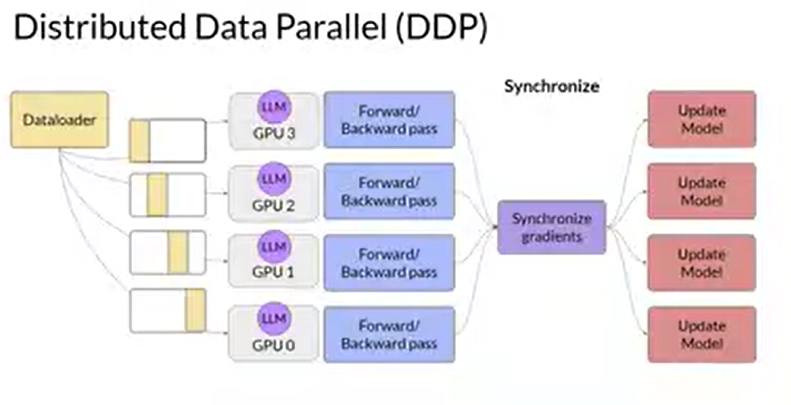 Distributed Data Parallel (DDP)
Synchronize
Dataloader
LLM
GPU 3
Forward/
Backward pass
Update
Model
LLM
GPU 2
Forward/
Backward pass
Update
Model
Synchronize
gradients
LLM
GPU 1
Forward/
Backward pass
Update
Model
LLM
GPU 0
Forward/
Backward pass
Update
Model